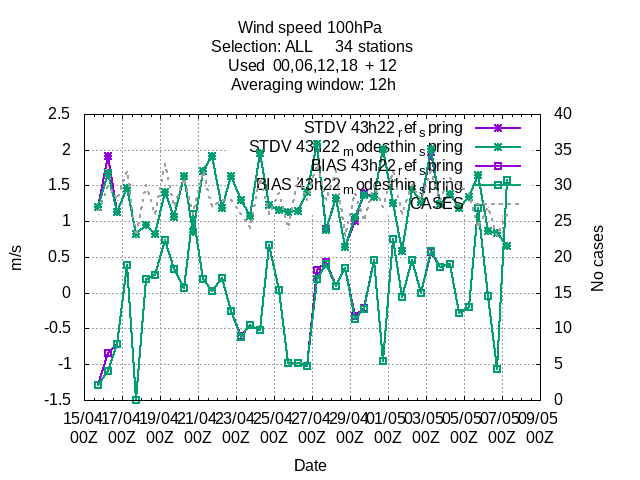 Wind speed 100hPa
Selection: ALL 34 stations
Used 00,06,12,18 + 12
Averaging window: 12h
STDV 43h22_ref_spring
STDV 43h22_modesthin_spring
BIAS 43h22_ref_spring
BIAS 43h22_modesthin_spring
CASES
2.5
2
1.5
1
0.5
0
-0.5
-1
-1.5
m/s
40
35
30
25
20
15
10
5
0
No cases
15/04 17/04 19/04 21/04 23/04 25/04 27/04 29/04 01/05 03/05 05/05 07/05 09/05
00Z 00Z 00Z 00Z 00Z 00Z 00Z 00Z 00Z 00Z 00Z 00Z 00Z
Date